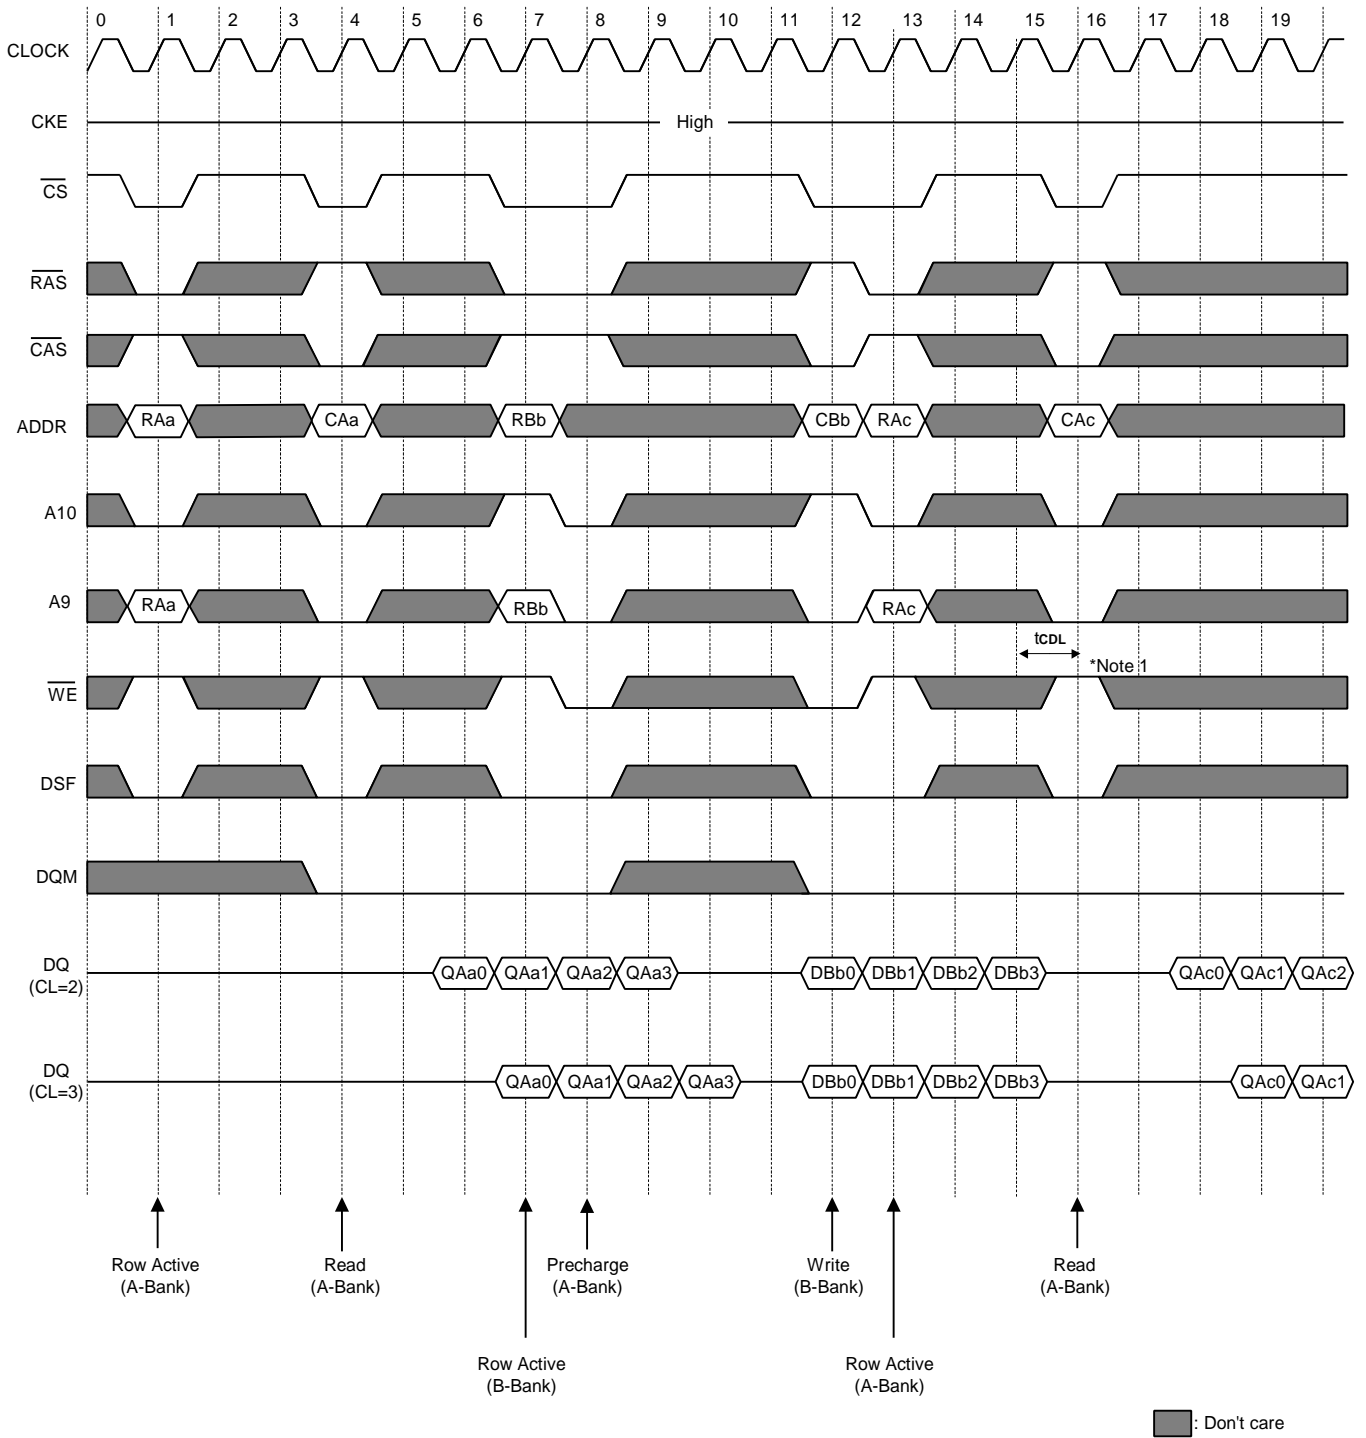 0 1 2 3 4 5 6 7 8 9 10 11 12 13 14 15 16 17 18 19
CLOCK
CKE High
CS
RAS
CAS
ADDR RAa CAa RBb CBb RAc CAc
A10
A9 RAa RBb RAc
tCDL
*Note 1
WE
DSF
DQM
DQ
(CL=2)
QAa0 QAa1 QAa2 QAa3 DBb0 DBb1 DBb2 DBb3 QAc0 QAc1 QAc2
DQ
(CL=3)
QAa0 QAa1 QAa2 QAa3 DBb0 DBb1 DBb2 DBb3 QAc0 QAc1
Row Active
(A-Bank)
Read
(A-Bank)
Precharge
(A-Bank)
Write
(B-Bank)
Read
(A-Bank)
Row Active
(B-Bank)
Row Active
(A-Bank)
: Don't care